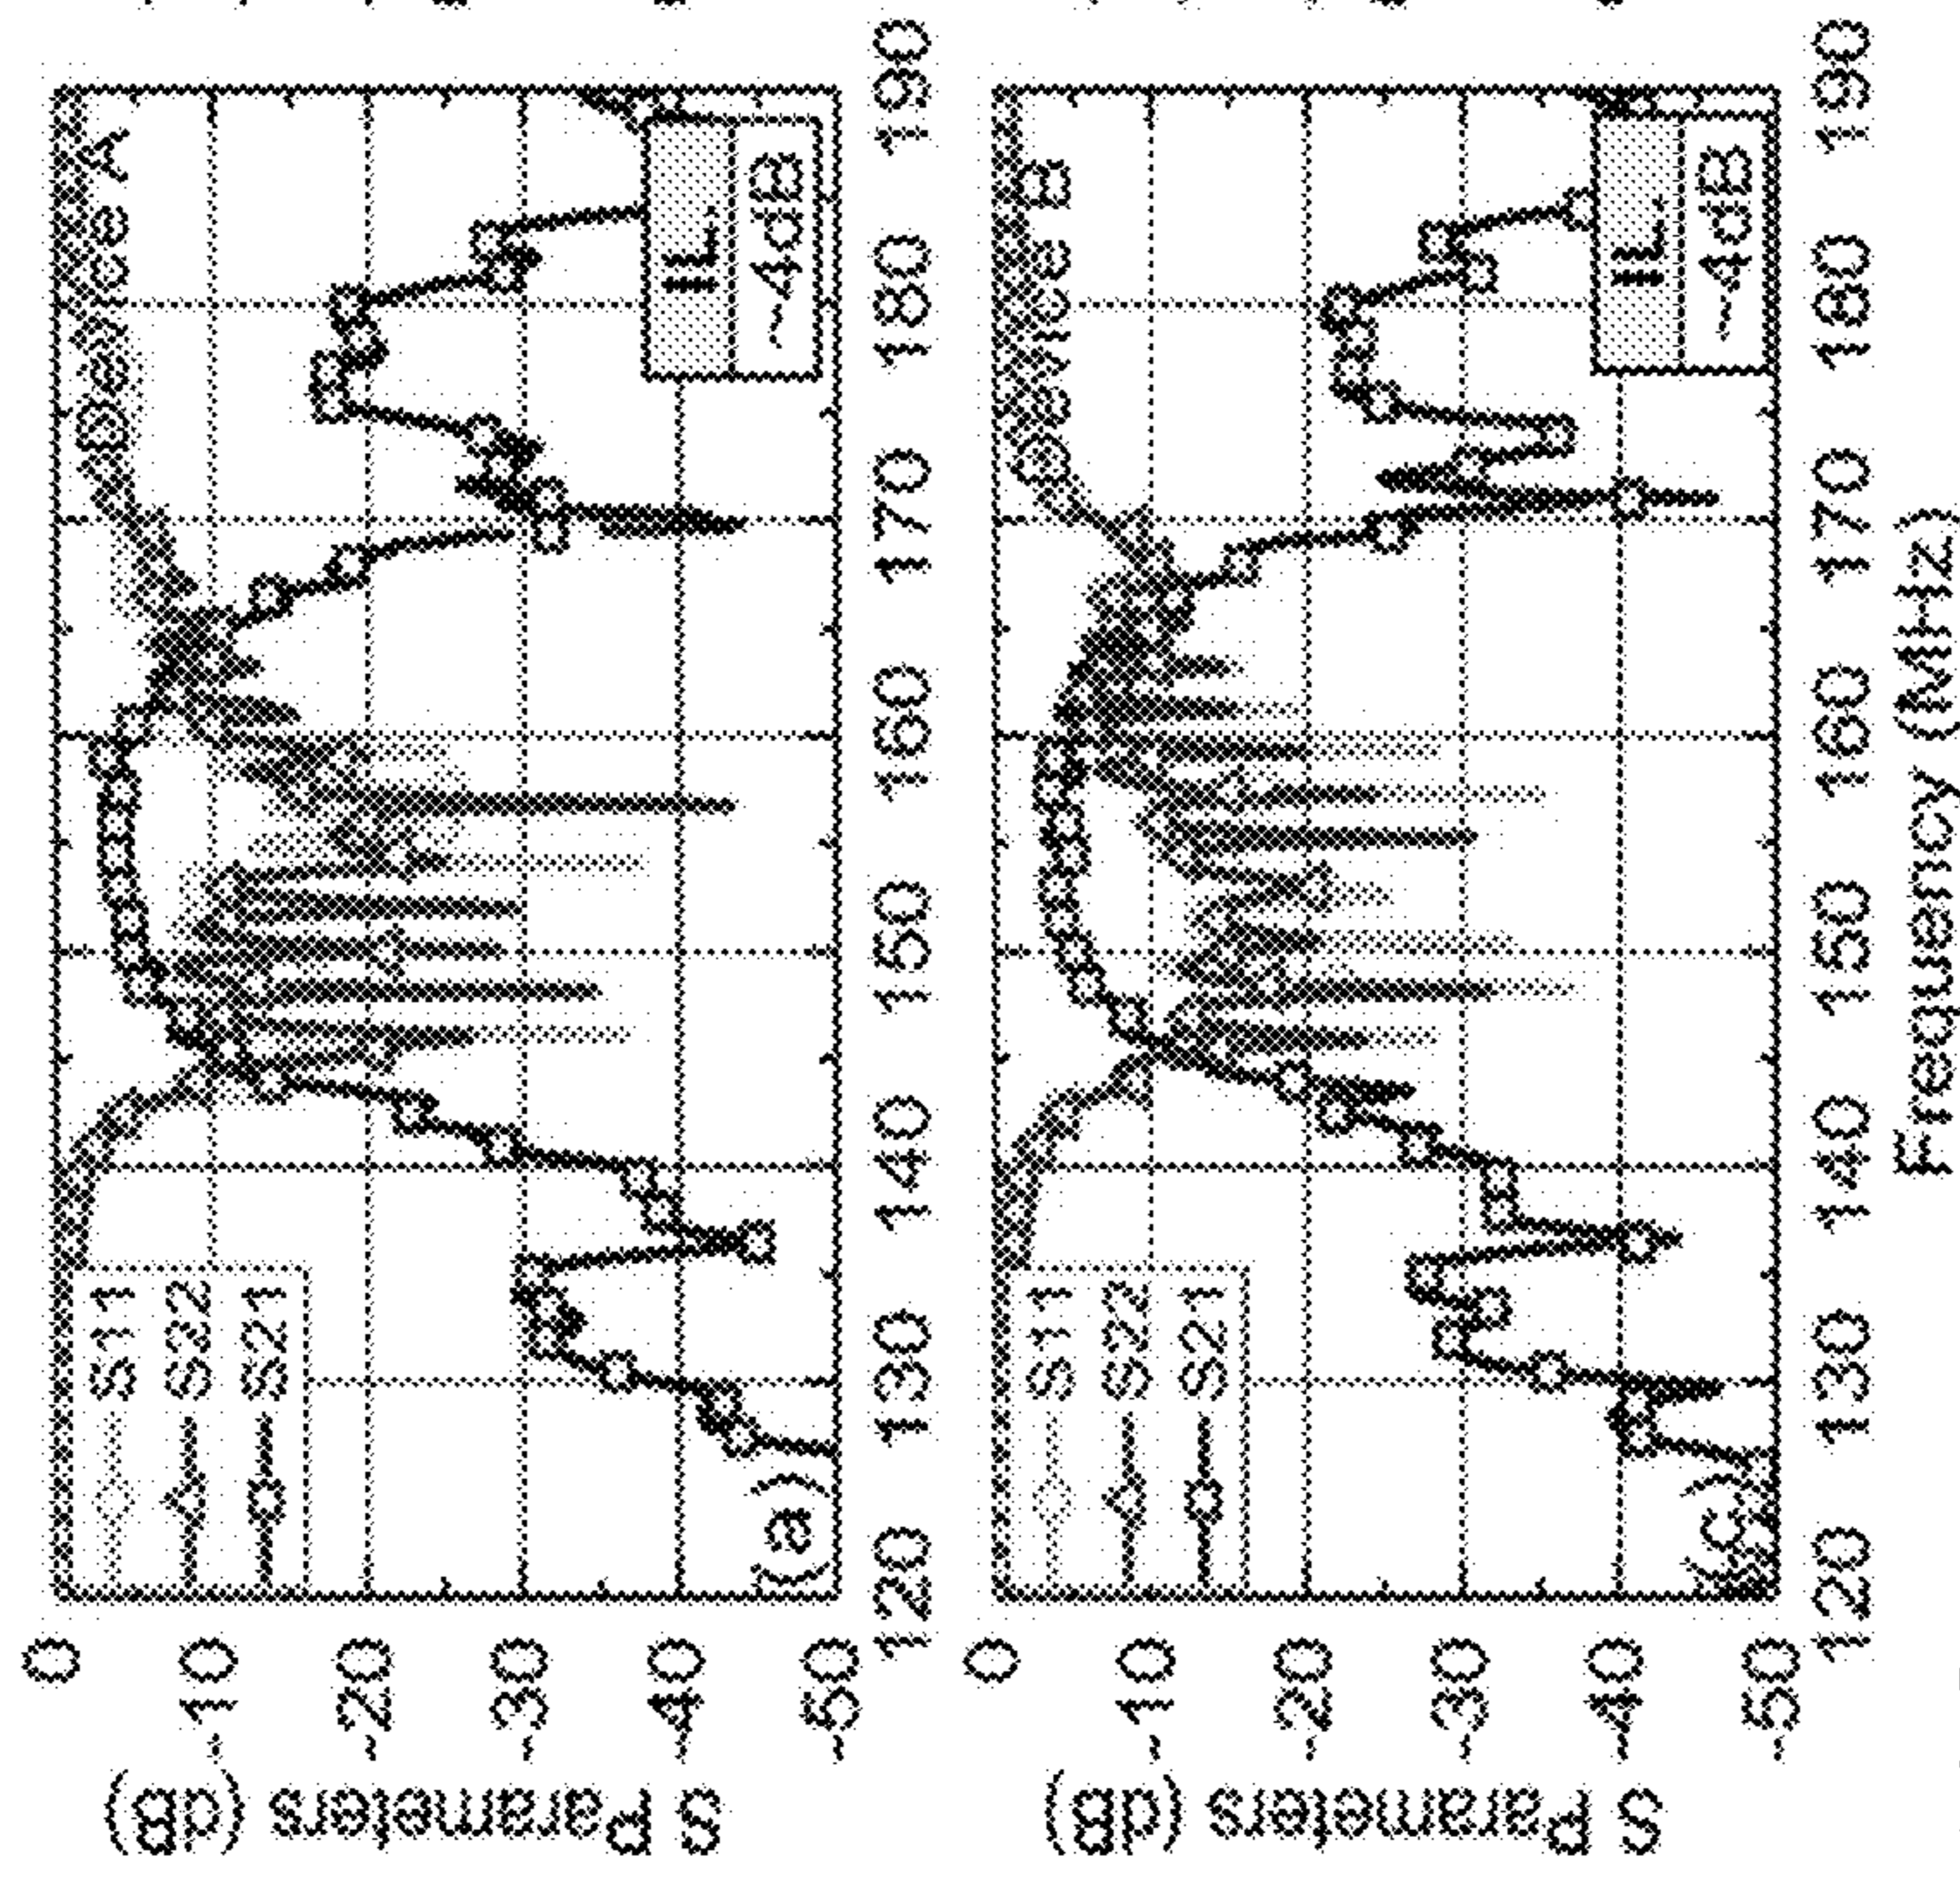 S Parameters (dB)
0
-10
-20
-30
-40
-50
S11
S32
S21
Device A
IL,
~4dB
(a)
120 130 140 150 160 170 180 190
S Parameters (dB)
0
-10
-20
-30
-40
-50
S11
S22
S21
Device B
IL,
~4dB
(c)
120 130 140 150 160 170 180 190
Frequency (MHz)